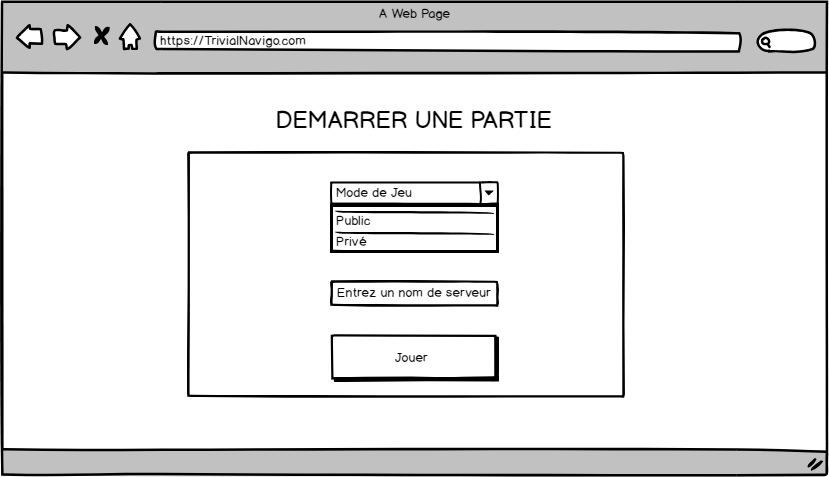 A Web Page
https://TrivialNavigo.com
DEMARRER UNE PARTIE
Mode de Jeu
Public
Privé
Entrez un nom de serveur
Jouer